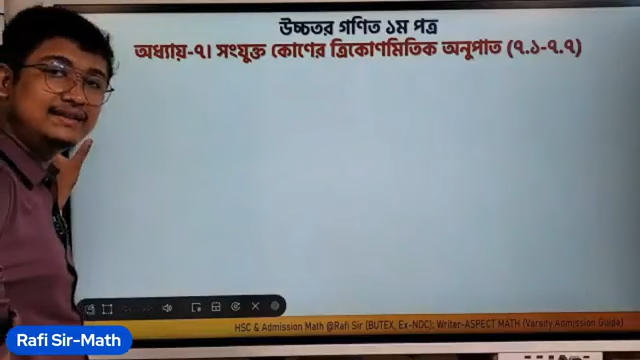 উচ্চতর গণিত ১ম পত্র
অধ্যায়-৭। সংযুক্ত কোণের ত্রিকোণমিতিক অনুপাত (৭.১-৭.৭)
HSC & Admission Math @Rafi Sir (BUTEX, Ex-NDC); Writer-ASPECT MATH (Varsity Admission Guide)
Rafi Sir-Math